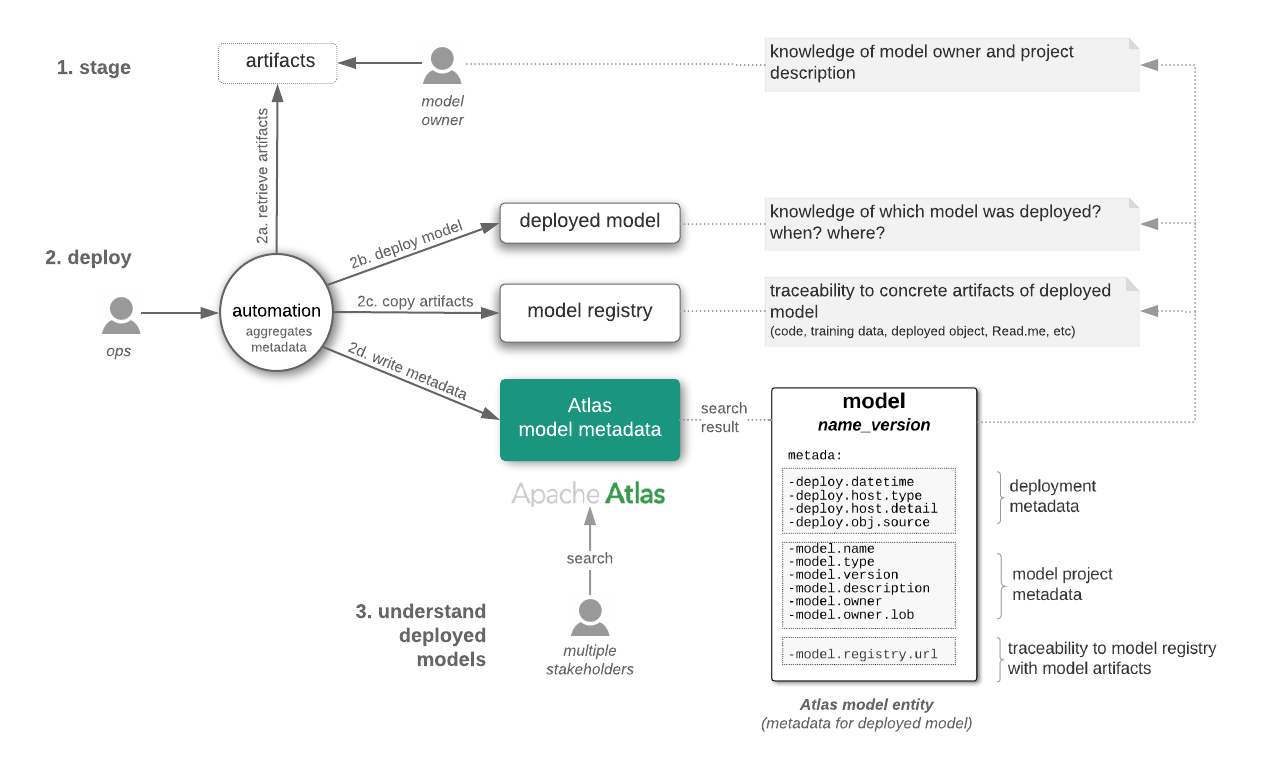 1. stage
artifacts
model
owner
knowledge of model owner and project
description
2a. retrieve artifacts
2. deploy
ops
automation
aggregates
metadata
2b. deploy model
deployed model
knowledge of which model was deployed?
when? where?
2c. copy artifacts
model registry
traceability to concrete artifacts of deployed
model
(code, training data, deployed object, Read.me, etc)
2d. write metadata
Atlas
model metadata
search
result
Apache Atlas
search
3. understand
deployed
models
multiple
stakeholders
model
name_version
metada:
-deploy.datetime
-deploy.host.type
-deploy.host.detail
-deploy.obj.source
deployment
metadata
-model.name
-model.type
-model.version
-model.description
-model.owner
-model.owner.lob
model project
metadata
-model.registry.url
traceability to model registry
with model artifacts
Atlas model entity
(metadata for deployed model)